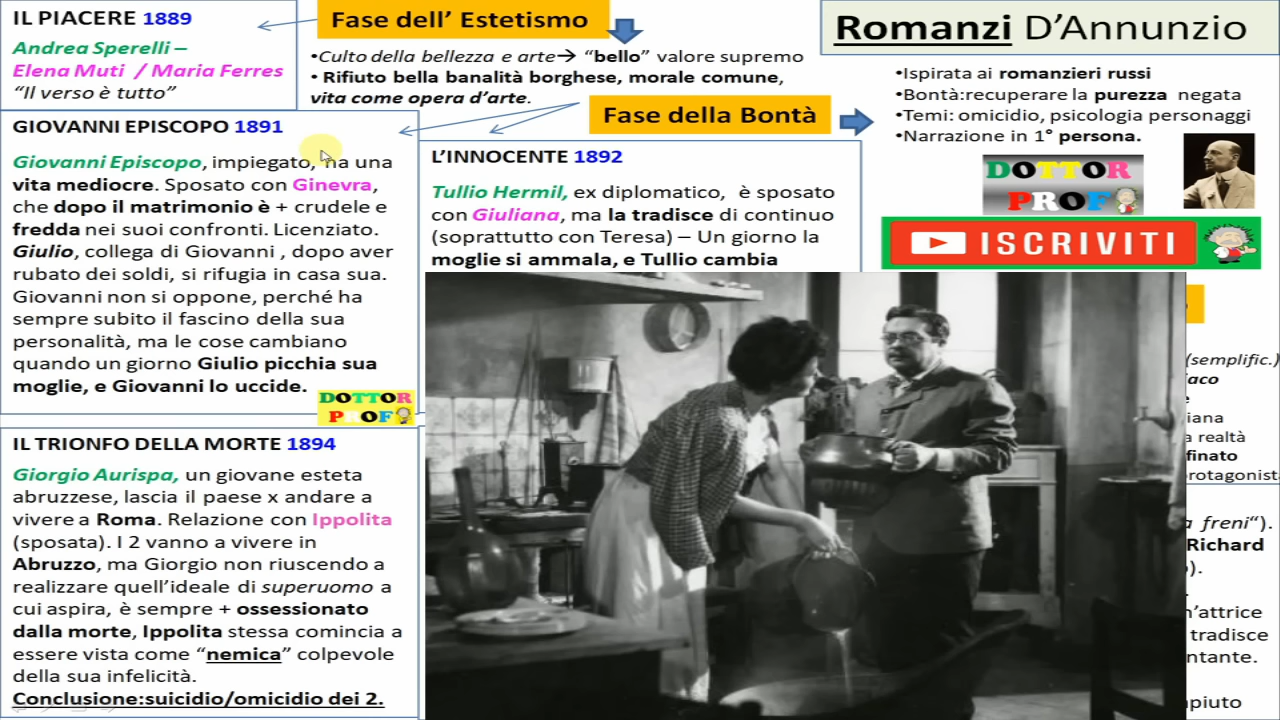 IL PIACERE 1889
Andrea Sperelli –
Elena Muti / Maria Ferres
“Il verso è tutto”
Fase dell’ Estetismo
•Culto della bellezza e arte→ “bello” valore supremo
• Rifiuto bella banalità borghese, morale comune,
vita come opera d’arte.
Romanzi D’Annunzio
Fase della Bontà
•Ispirata ai romanzieri russi
•Bontà:recuperare la purezza negata
•Temi: omicidio, psicologia personaggi
•Narrazione in 1° persona.
DOTTOR
PROF
ISCRIVITI
GIOVANNI EPISCOPO 1891
Giovanni Episcopo, impiegato, ha una
vita mediocre. Sposato con Ginevra,
che dopo il matrimonio è + crudele e
fredda nei suoi confronti. Licenziato.
Giulio, collega di Giovanni , dopo aver
rubato dei soldi, si rifugia in casa sua.
Giovanni non si oppone, perché ha
sempre subito il fascino della sua
personalità, ma le cose cambiano
quando un giorno Giulio picchia sua
moglie, e Giovanni lo uccide.
DOTTOR
PROF
L’INNOCENTE 1892
Tullio Hermil, ex diplomatico, è sposato
con Giuliana, ma la tradisce di continuo
(soprattutto con Teresa) – Un giorno la
moglie si ammala, e Tullio cambia
IL TRIONFO DELLA MORTE 1894
Giorgio Aurispa, un giovane esteta
abruzzese, lascia il paese x andare a
vivere a Roma. Relazione con Ippolita
(sposata). I 2 vanno a vivere in
Abruzzo, ma Giorgio non riuscendo a
realizzare quell’ideale di superuomo a
cui aspira, è sempre + ossessionato
dalla morte, Ippolita stessa comincia a
essere vista come “nemica” colpevole
della sua infelicità.
Conclusione:suicidio/omicidio dei 2.
(semplific.)
iaco
e
iana
a realtà
finato
protagonist
a freni“).
Richard
).
n’attrice
tradisce
ntante.
piuto